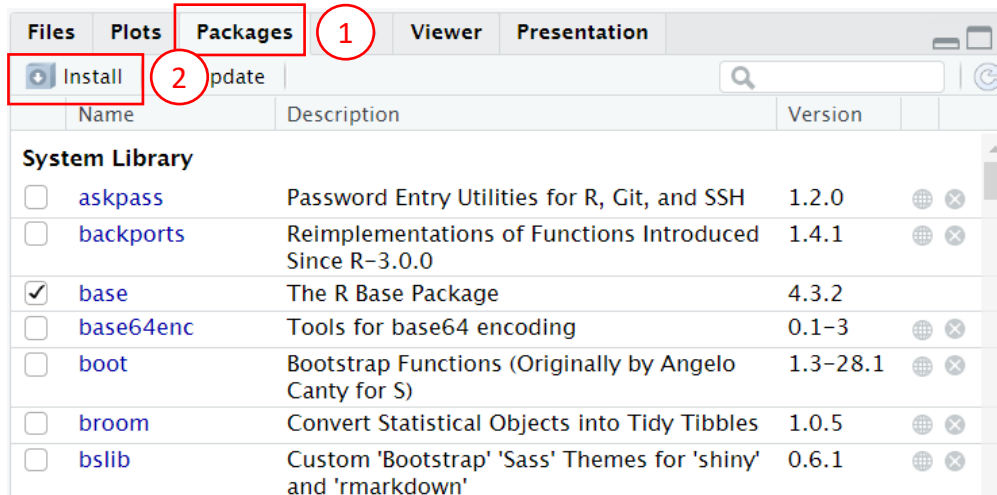 Files Plots Packages 1 Viewer Presentation
Install 2 pdate
Name Description Version
System Library
askpass Password Entry Utilities for R, Git, and SSH 1.2.0
backports Reimplementations of Functions Introduced 1.4.1
Since R-3.0.0
base The R Base Package 4.3.2
base64enc Tools for base64 encoding 0.1-3
boot Bootstrap Functions (Originally by Angelo 1.3-28.1
Canty for S)
broom Convert Statistical Objects into Tidy Tibbles 1.0.5
bslib Custom 'Bootstrap' 'Sass' Themes for 'shiny' 0.6.1
and 'rmarkdown'